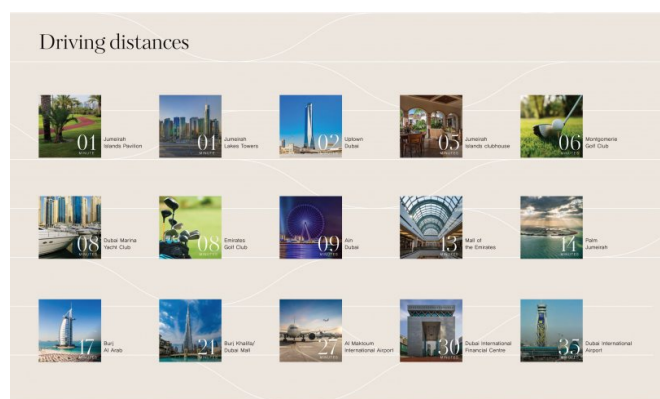 Driving distances
01
MINUTE
Jumeirah
Islands Pavilion
01
MINUTE
Jumeirah
Lakes Towers
02
MINUTES
Uptown
Dubai
05
MINUTES
Jumeirah
Islands clubhouse
06
MINUTES
Montgomerie
Golf Club
08
MINUTES
Dubai Marina
Yacht Club
08
MINUTES
Emirates
Golf Club
09
MINUTES
Ain
Dubai
13
MINUTES
Mall of
the Emirates
14
MINUTES
Palm
Jumeirah
17
MINUTES
Burj
Al Arab
21
MINUTES
Burj Khalifa/
Dubai Mall
27
MINUTES
Al Maktoum
International Airport
30
MINUTES
Dubai International
Financial Centre
35
MINUTES
Dubai International
Airport